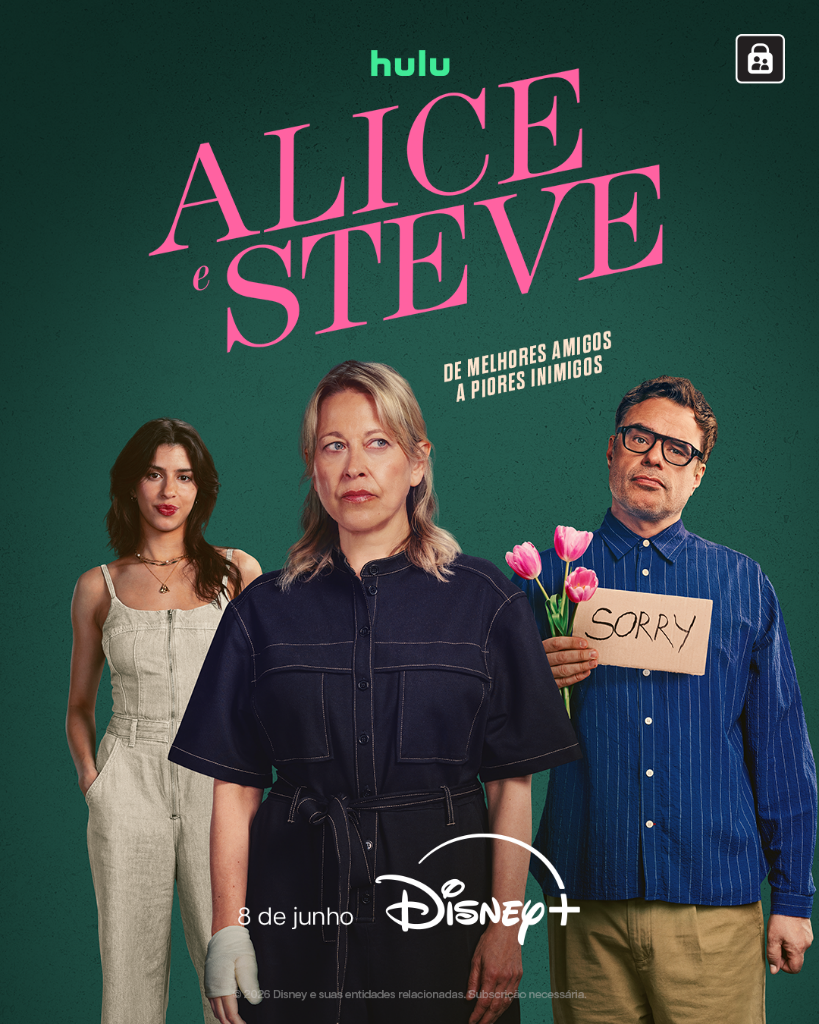 hulu
ALICE
e STEVE
DE MELHORES AMIGOS
A PIORES INIMIGOS
SORRY
8 de junho
Disney+
© 2026 Disney e suas entidades relacionadas. Subscrição necessária.